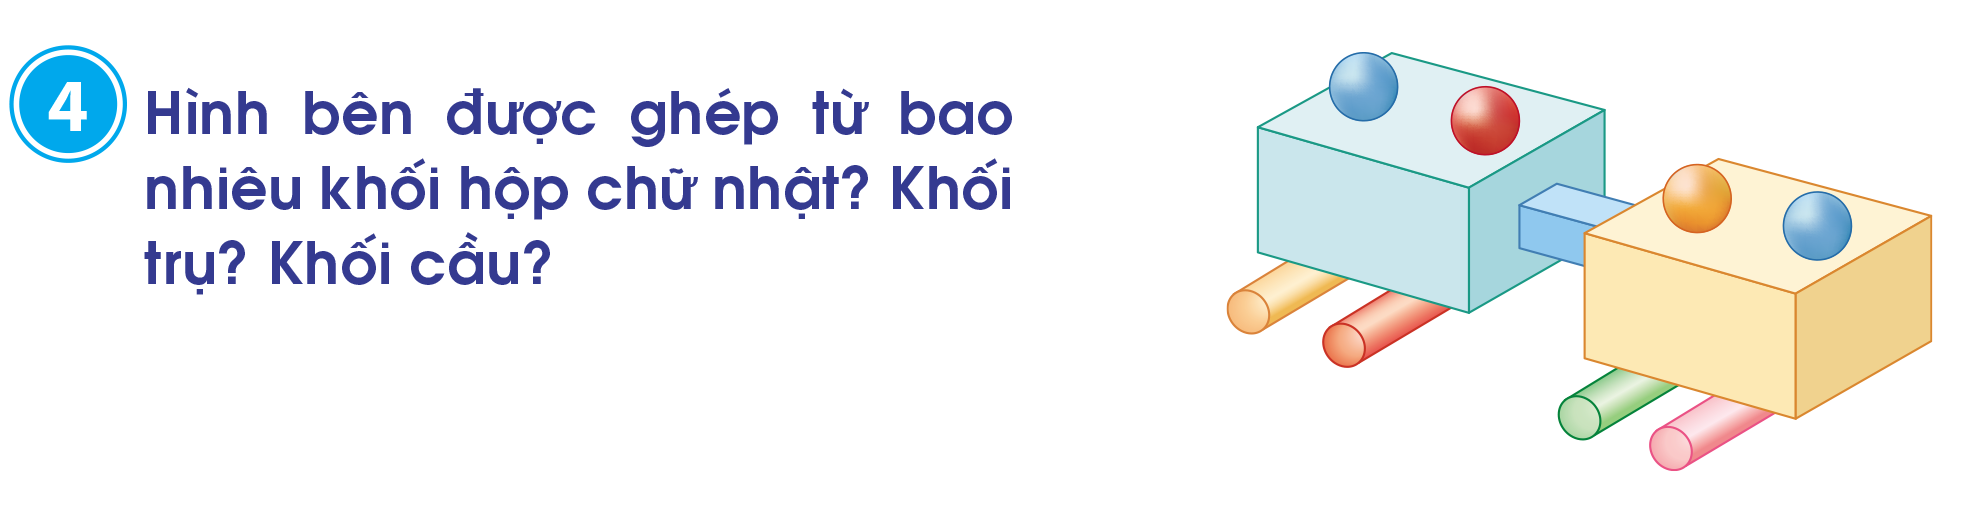 4 Hình bên được ghép từ bao
nhiêu khối hộp chữ nhật? Khối
trụ? Khối cầu?